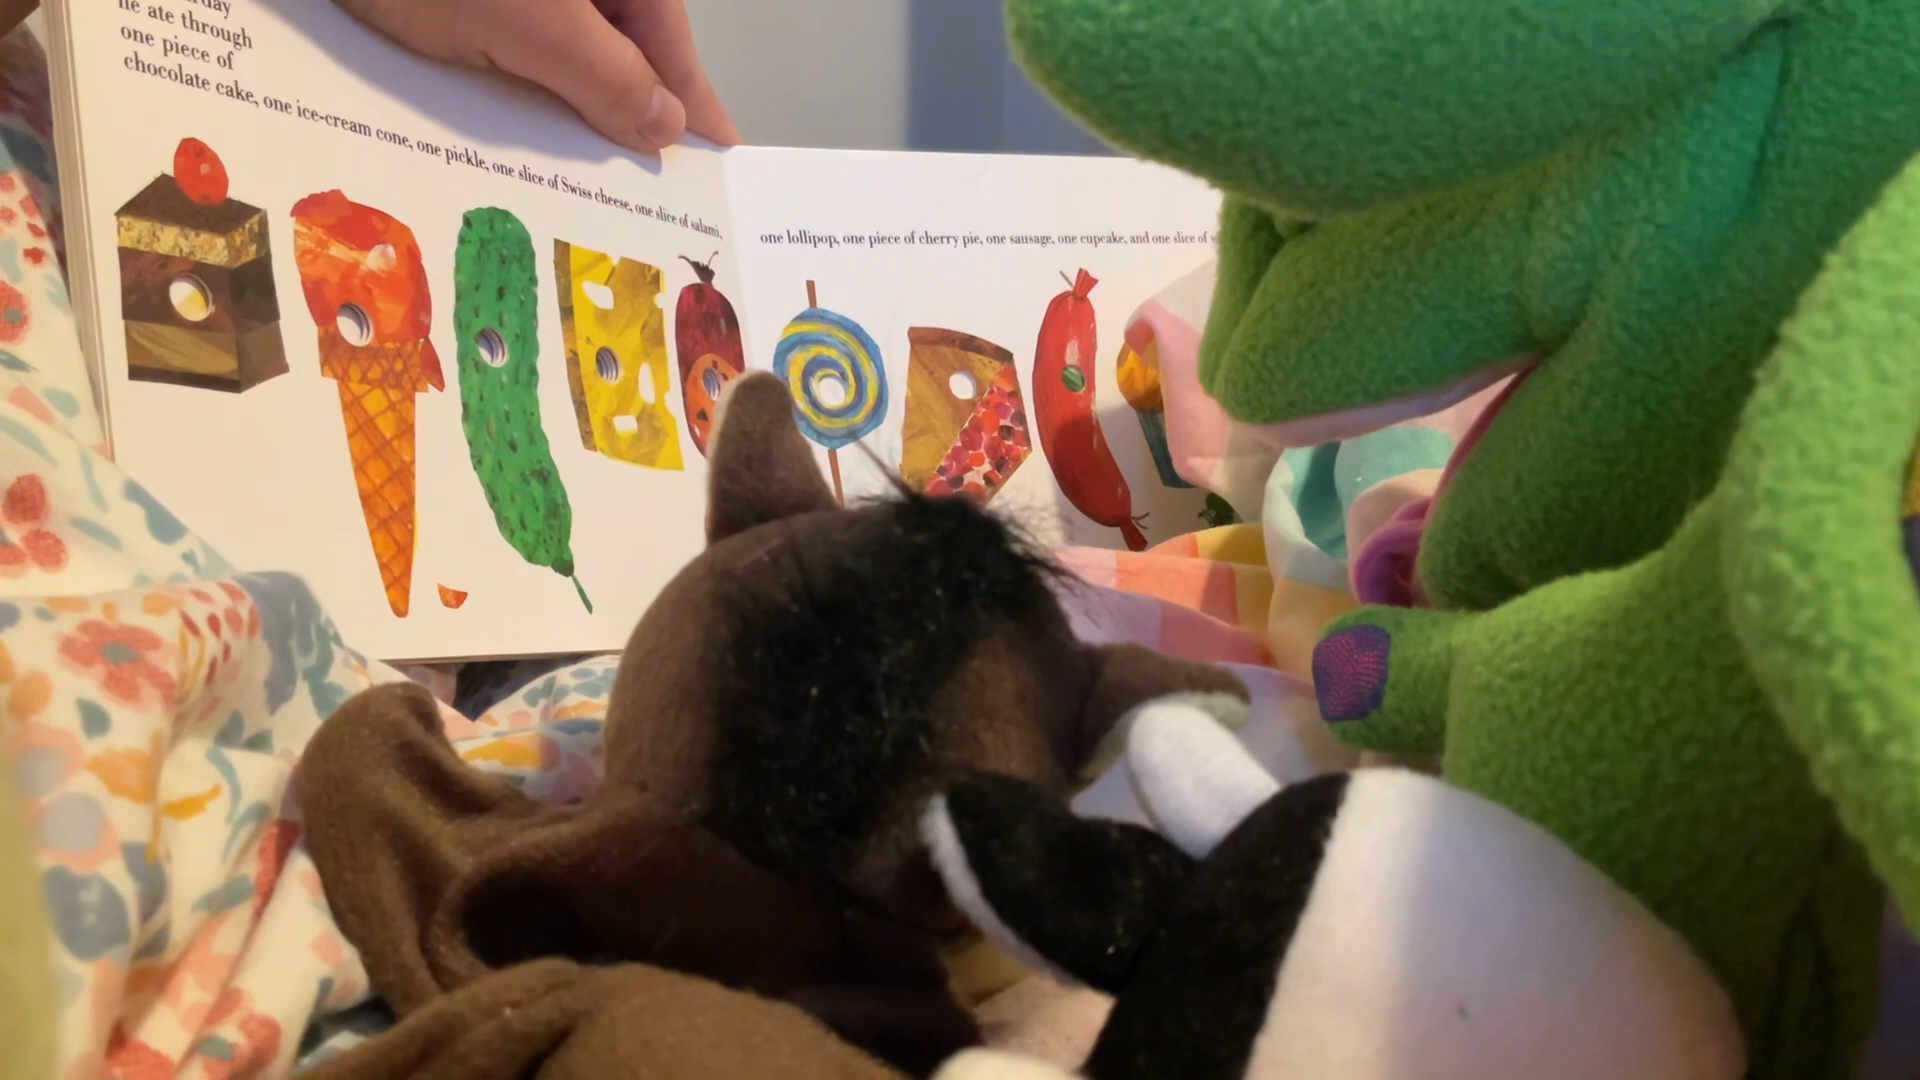 he ate through
one piece of
chocolate cake, one ice-cream cone, one pickle, one slice of Swiss cheese, one slice of salami,
one lollipop, one piece of cherry pie, one sausage, one cupcake, and one slice of